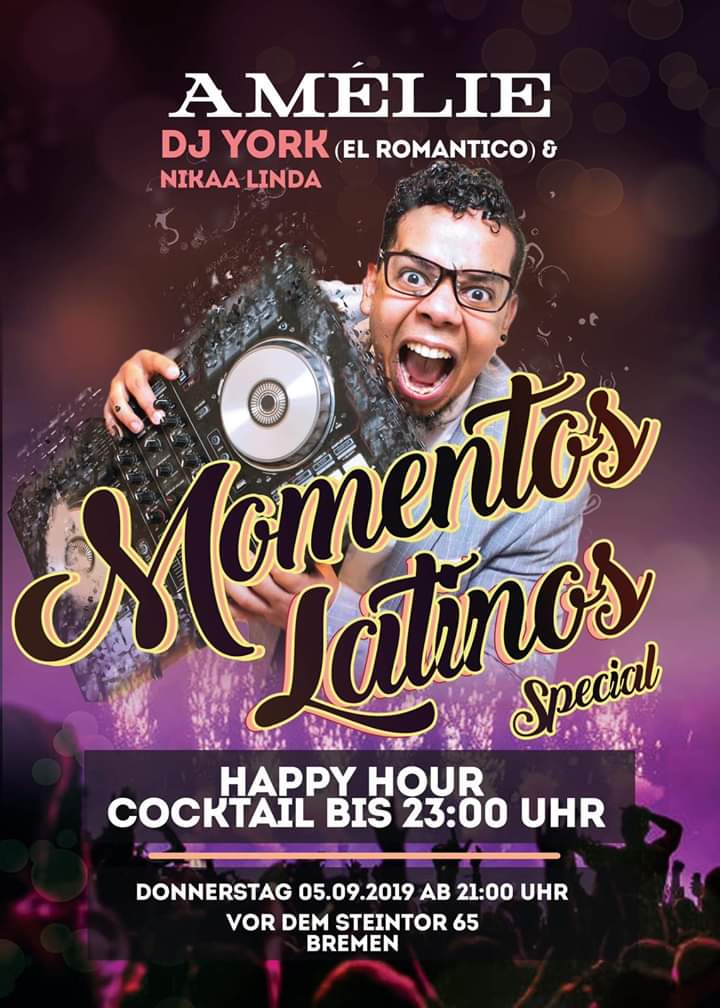 AMÉLIE
DJ YORK (EL ROMANTICO) &
NIKAA LINDA
Momentos
Latinos
Special
HAPPY HOUR
COCKTAIL BIS 23:00 UHR
DONNERSTAG 05.09.2019 AB 21:00 UHR
VOR DEM STEINTOR 65
BREMEN